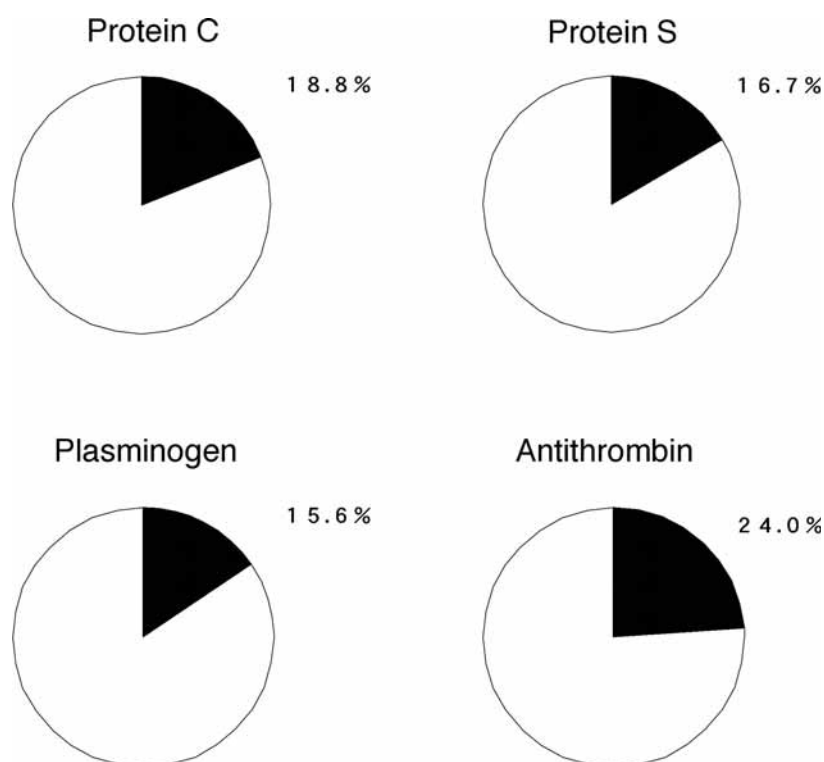 Protein C
18.8%
Protein S
16.7%
Plasminogen
15.6%
Antithrombin
24.0%